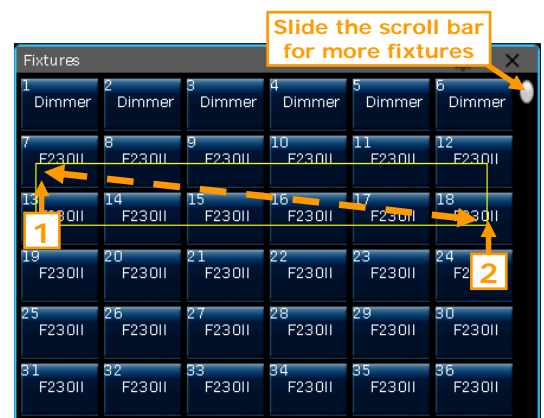 Slide the scroll bar
for more fixtures
Fixtures
1 2 3 4 5 6
Dimmer Dimmer Dimmer Dimmer Dimmer Dimmer
7 8 9 10 11 12
F230II F230II F230II F230II F230II F230II
13 14 15 16 17 18
F230II F230II F230II F230II F230II
1
19 20 21 22 23 24
F230II F230II F230II F230II F230II
2
25 26 27 28 29 30
F230II F230II F230II F230II F230II F230II
31 32 33 34 35 36
F230II F230II F230II F230II F230II F230II